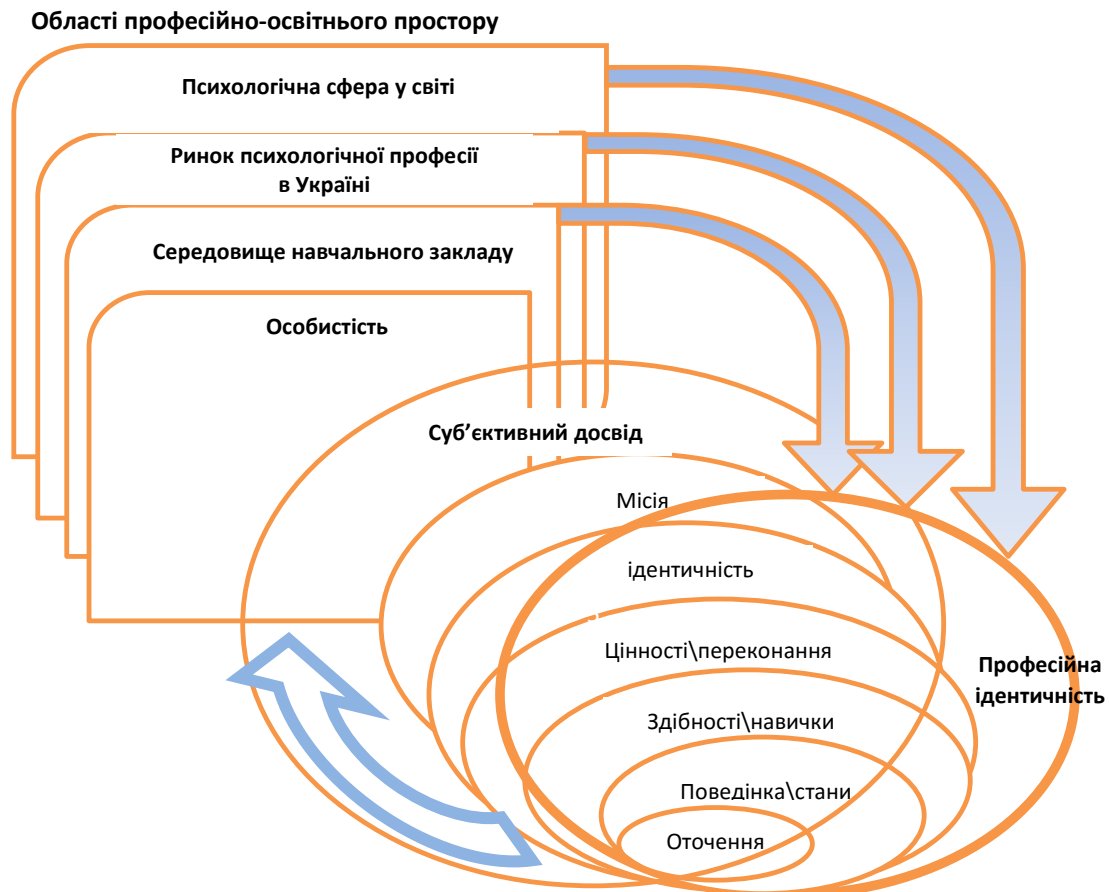 Області професійно-освітнього простору
Психологічна сфера у світі
Ринок психологічної професії
в Україні
Середовище навчального закладу
Особистість
Суб’єктивний досвід
Місія
ідентичність
Цінності\переконання
Професійна
ідентичність
Здібності\навички
Поведінка\стани
Оточення